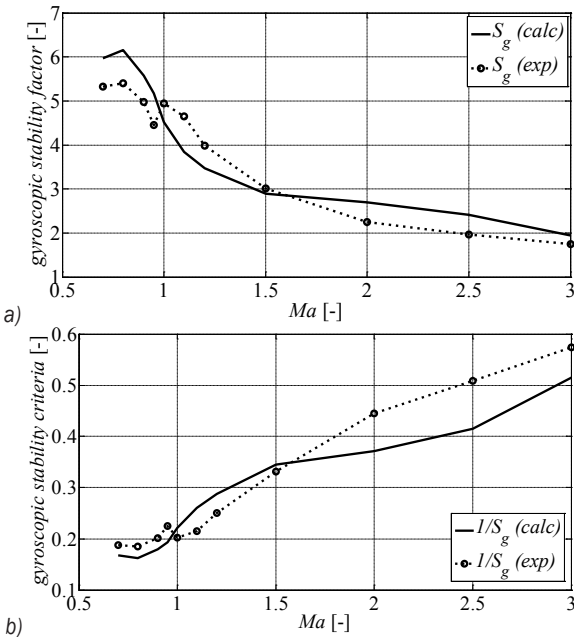 gyroscopic stability factor [-]
7
6
5
4
3
2
1
S_g (calc)
S_g (exp)
0.5 1 1.5 2 2.5 3
Ma [-]
a)
gyroscopic stability criteria [-]
0.6
0.5
0.4
0.3
0.2
0.1
1/S_g (calc)
1/S_g (exp)
0.5 1 1.5 2 2.5 3
Ma [-]
b)